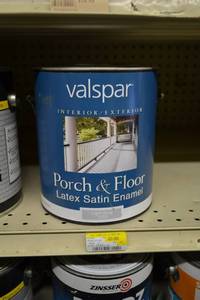 valspar
INTERIOR/EXTERIOR
Porch & Floor
Latex Satin Enamel
ZINSSER